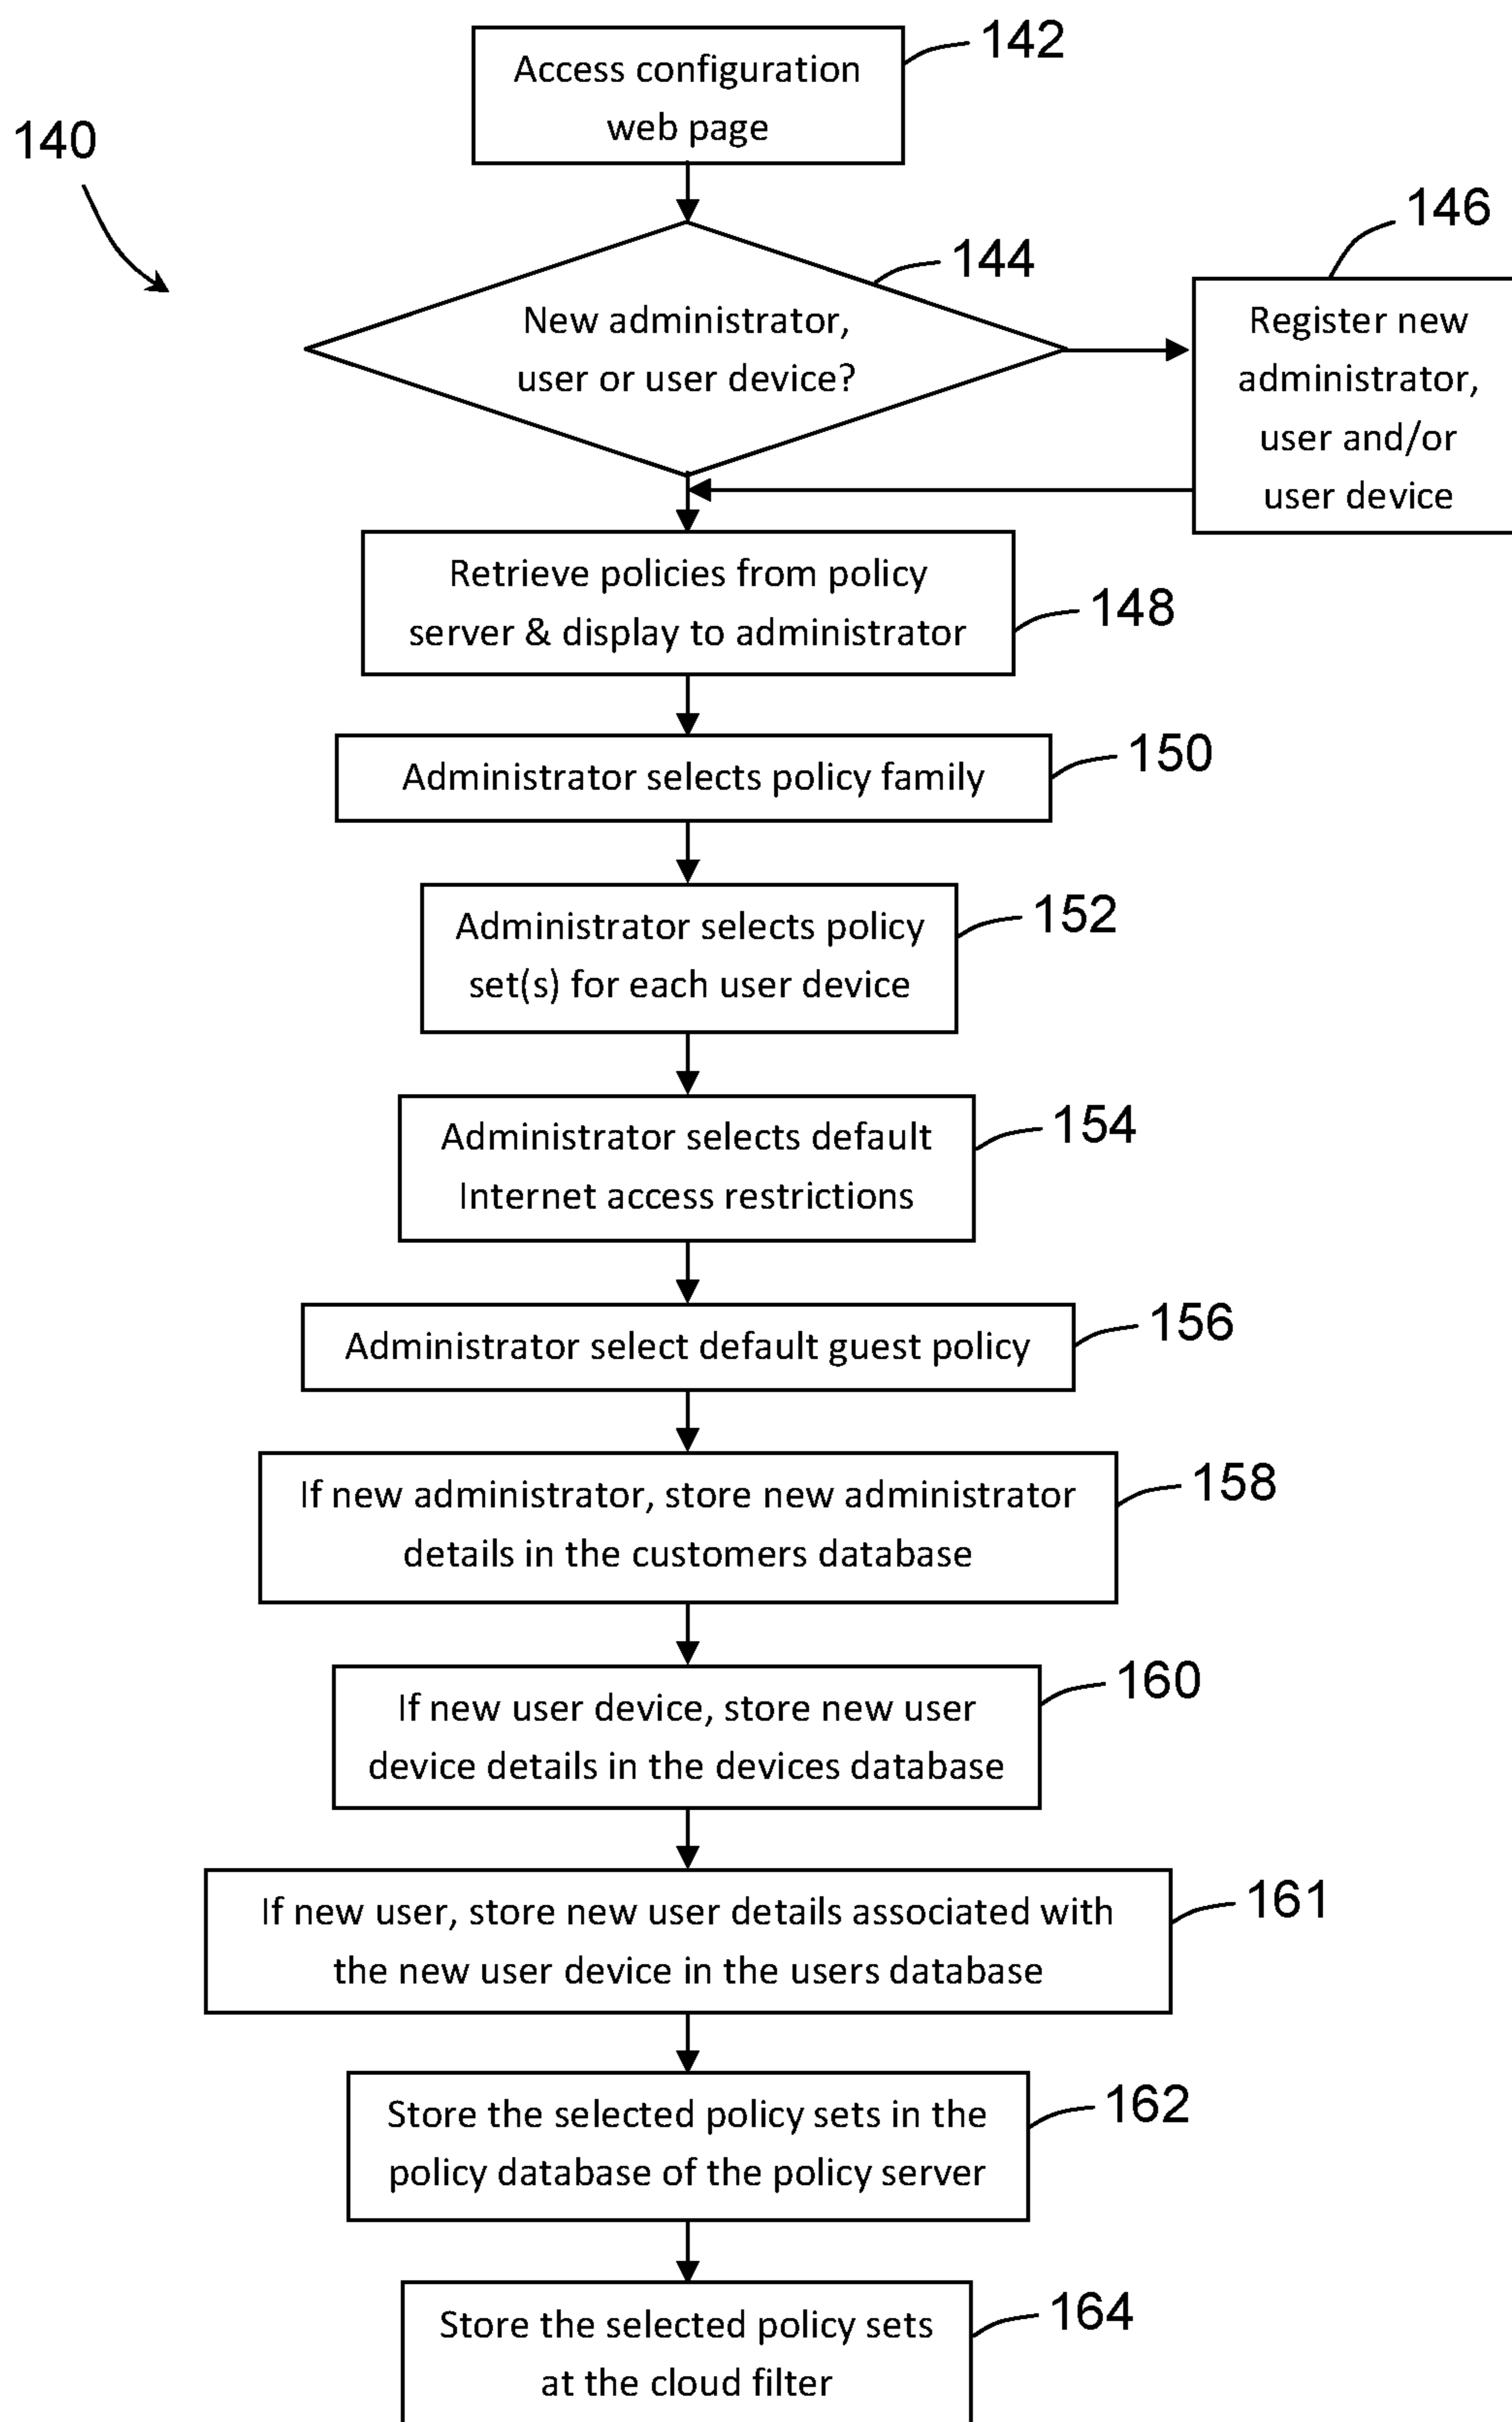 142
Access configuration
web page
140
146
144
New administrator,
user or user device?
Register new
administrator,
user and/or
user device
Retrieve policies from policy
server & display to administrator
148
150
Administrator selects policy family
152
Administrator selects policy
set(s) for each user device
154
Administrator selects default
Internet access restrictions
156
Administrator select default guest policy
158
If new administrator, store new administrator
details in the customers database
160
If new user device, store new user
device details in the devices database
161
If new user, store new user details associated with
the new user device in the users database
162
Store the selected policy sets in the
policy database of the policy server
164
Store the selected policy sets
at the cloud filter